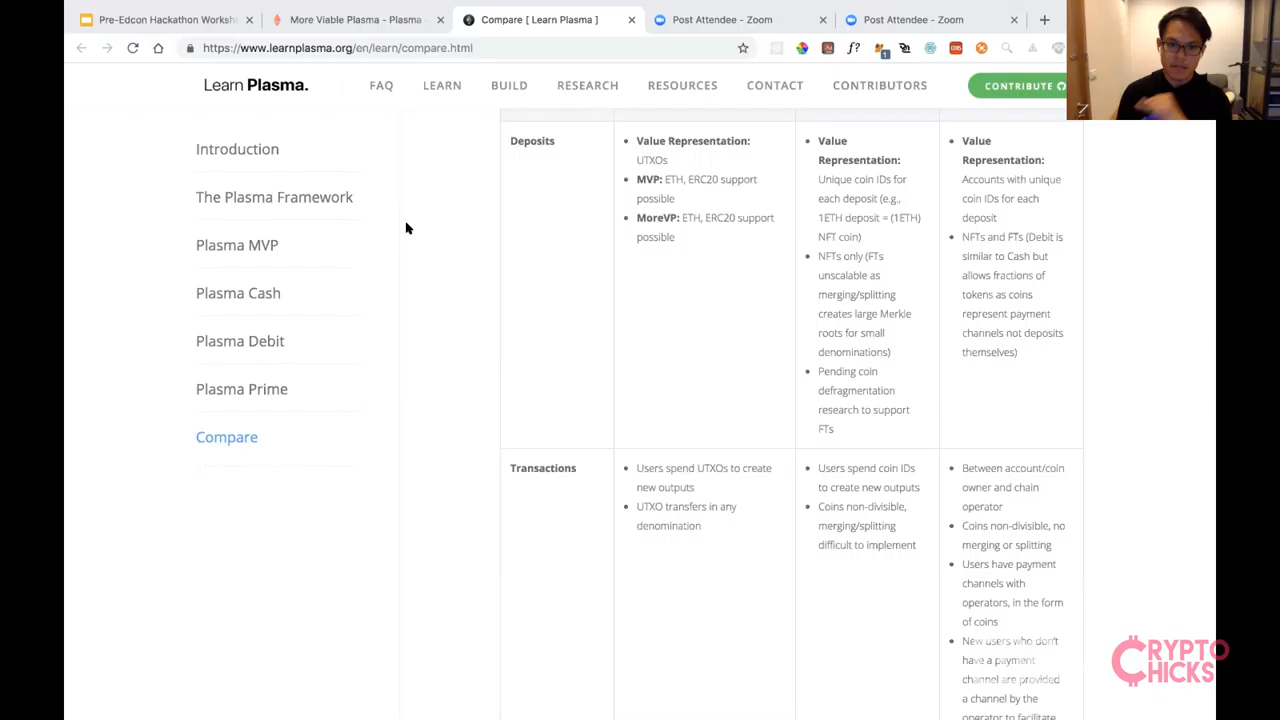 Pre-Edcon Hackathon Worksh
More Viable Plasma - Plasma
Compare [ Learn Plasma ]
Post Attendee - Zoom
Post Attendee - Zoom
https://www.learnplasma.org/en/learn/compare.html
Learn Plasma.
FAQ
LEARN
BUILD
RESEARCH
RESOURCES
CONTACT
CONTRIBUTORS
CONTRIBUTE
Introduction
The Plasma Framework
Plasma MVP
Plasma Cash
Plasma Debit
Plasma Prime
Compare
Deposits
Value Representation:
UTXOs
MVP: ETH, ERC20 support
possible
MoreVP: ETH, ERC20 support
possible
Value
Representation:
Unique coin IDs for
each deposit (e.g.,
1ETH deposit = (1ETH)
NFT coin)
NFTs only (FTs
unscalable as
merging/splitting
creates large Merkle
roots for small
denominations)
Pending coin
defragmentation
research to support
FTs
Value
Representation:
Accounts with unique
coin IDs for each
deposit
NFTs and FTs (Debit is
similar to Cash but
allows fractions of
tokens as coins
represent payment
channels not deposits
themselves)
Transactions
Users spend UTXOs to create
new outputs
UTXO transfers in any
denomination
Users spend coin IDs
to create new outputs
Coins non-divisible,
merging/splitting
difficult to implement
Between account/coin
owner and chain
operator
Coins non-divisible, no
merging or splitting
Users have payment
channels with
operators, in the form
of coins
New users who don't
have a payment
channel are provided
a channel by the
operator to facilitate
CRYPTO
CHICKS